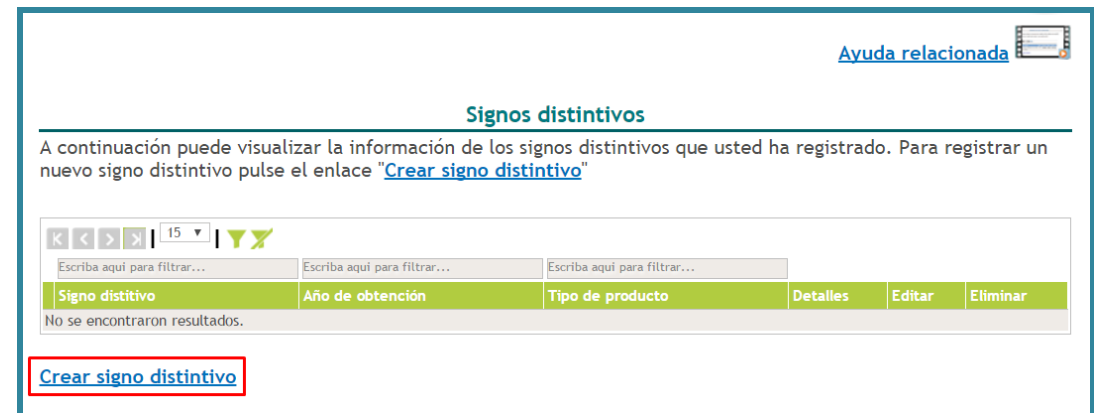 Ayuda relacionada
Signos distintivos
A continuación puede visualizar la información de los signos distintivos que usted ha registrado. Para registrar un
nuevo signo distintivo pulse el enlace "Crear signo distintivo"
15
Escriba aqui para filtrar... Escriba aqui para filtrar... Escriba aqui para filtrar...
Signo distitivo Año de obtención Tipo de producto Detalles Editar Eliminar
No se encontraron resultados.
Crear signo distintivo